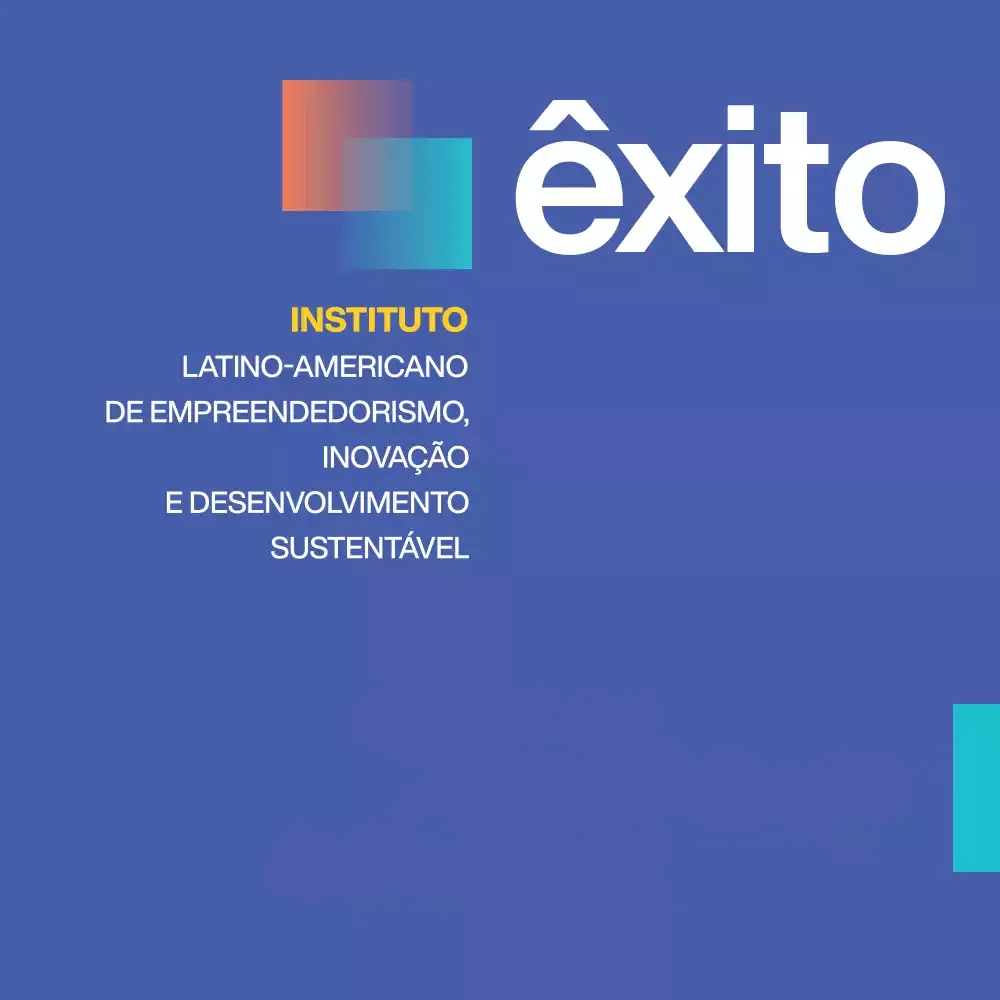 êxito
INSTITUTO
LATINO-AMERICANO
DE EMPREENDEDORISMO,
INOVAÇÃO
E DESENVOLVIMENTO
SUSTENTÁVEL